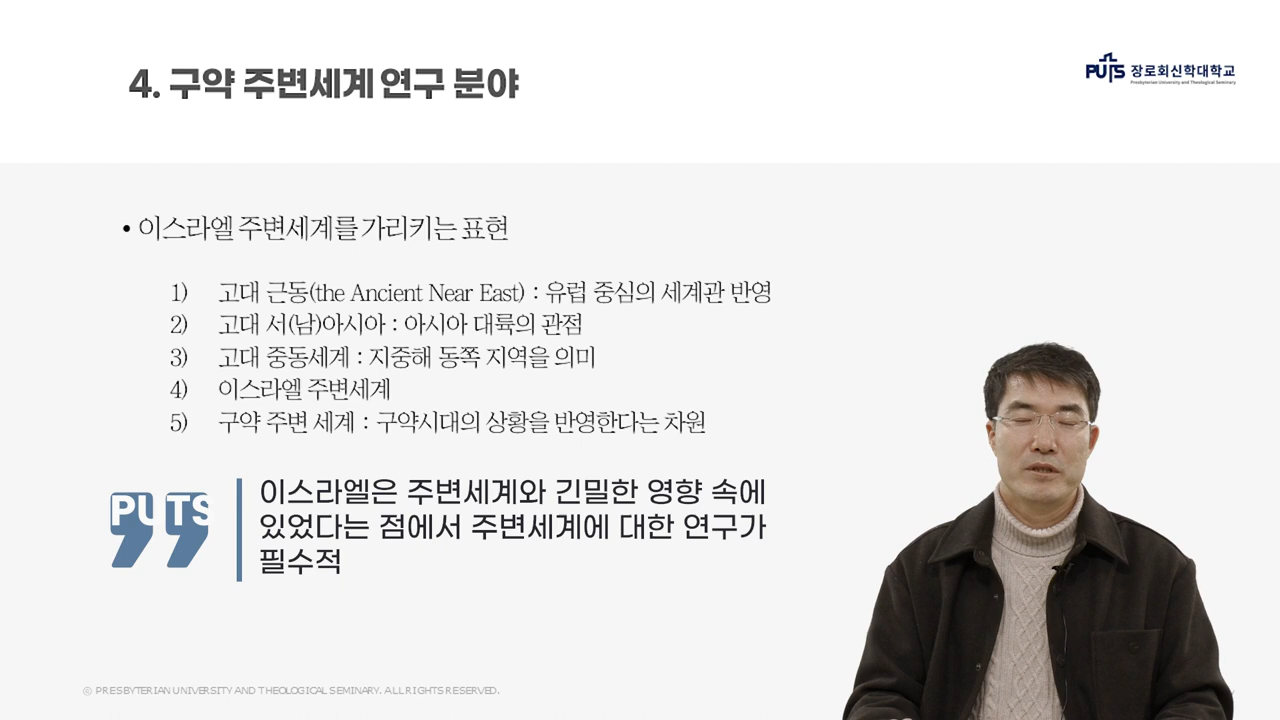 4. 구약 주변세계 연구 분야
PUTS 장로회신학대학교
Presbyterian University and Theological Seminary
• 이스라엘 주변세계를 가리키는 표현
1) 고대 근동(the Ancient Near East) : 유럽 중심의 세계관 반영
2) 고대 서(남)아시아 : 아시아 대륙의 관점
3) 고대 중동세계 : 지중해 동쪽 지역을 의미
4) 이스라엘 주변세계
5) 구약 주변 세계 : 구약시대의 상황을 반영한다는 차원
PUTS
이스라엘은 주변세계와 긴밀한 영향 속에
있었다는 점에서 주변세계에 대한 연구가
필수적
ⓒ PRESBYTERIAN UNIVERSITY AND THEOLOGICAL SEMINARY. ALL RIGHTS RESERVED.